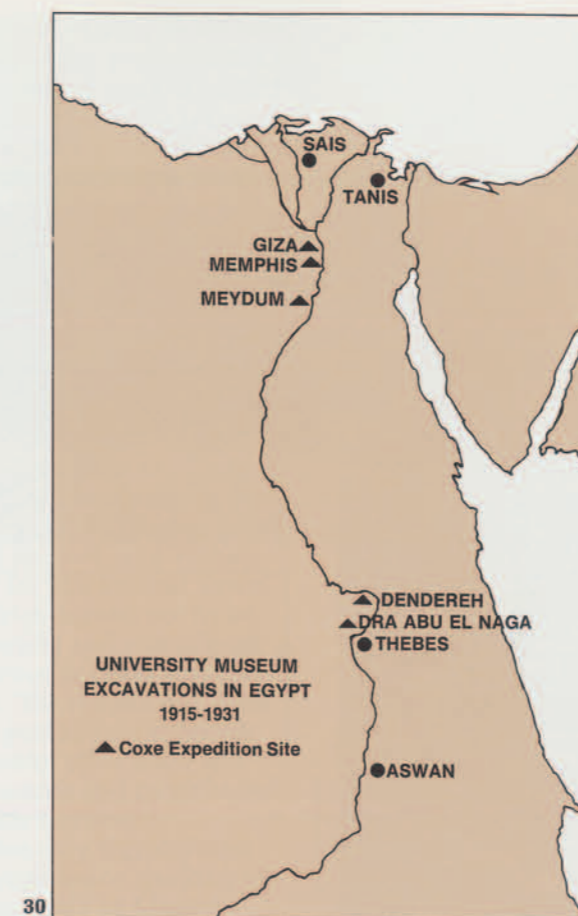 SAIS
TANIS
GIZA
MEMPHIS
MEYDUM
DENDEREH
DRA ABU EL NAGA
THEBES
UNIVERSITY MUSEUM
EXCAVATIONS IN EGYPT
1915-1931
Coxe Expedition Site
ASWAN
30